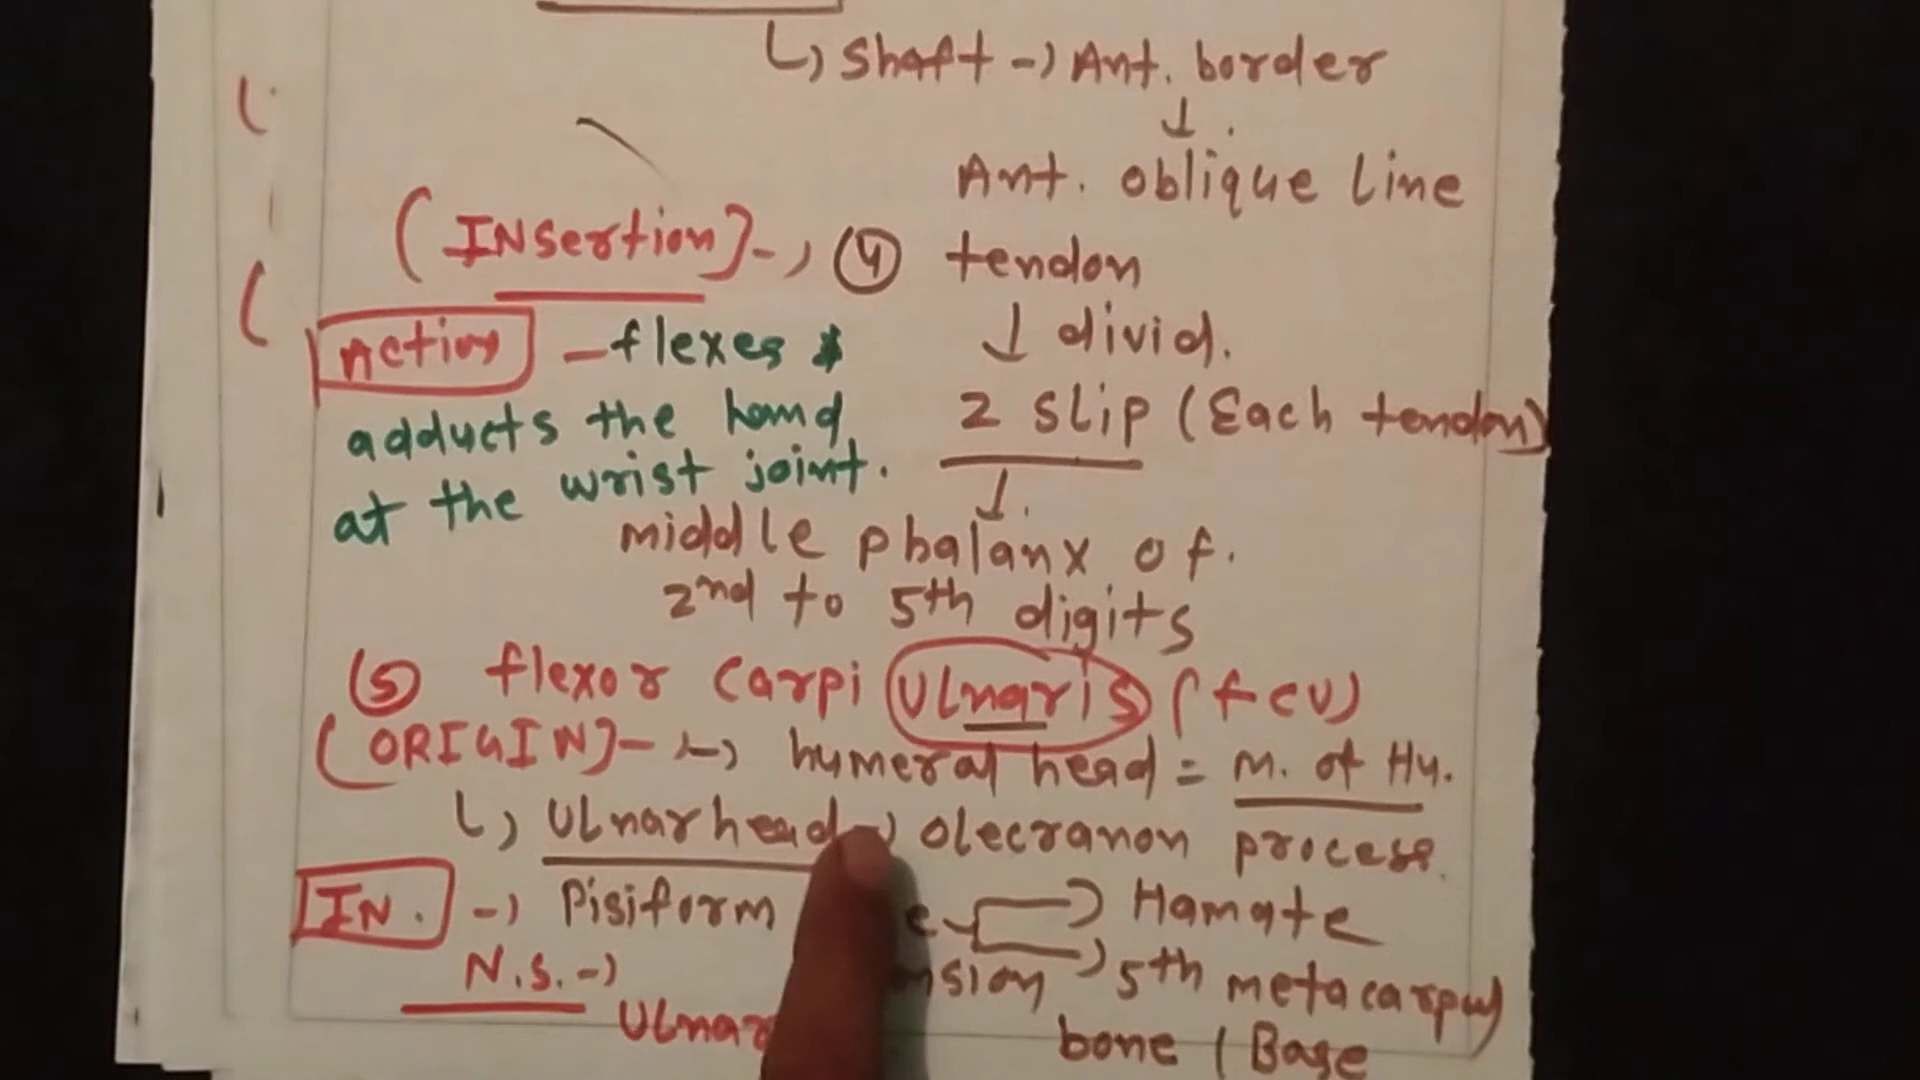 ↳ Shaft → Ant. border
↓
Ant. oblique line
(INsertion] → ④ tendon
↓ divid.
2 slip (Each tendon)
↓
middle phalanx of.
2nd to 5th digits
Action - flexes &
adducts the hand
at the wrist joint.
(5) flexor carpi Ulnaris (fcu)
(ORIGIN] → humeral head = M. of Hu.
↳ Ulnar head → olecranon process.
IN. → Pisiform → Hamate
→ 5th metacarpal
bone (Base
N.S. →
Ulnar